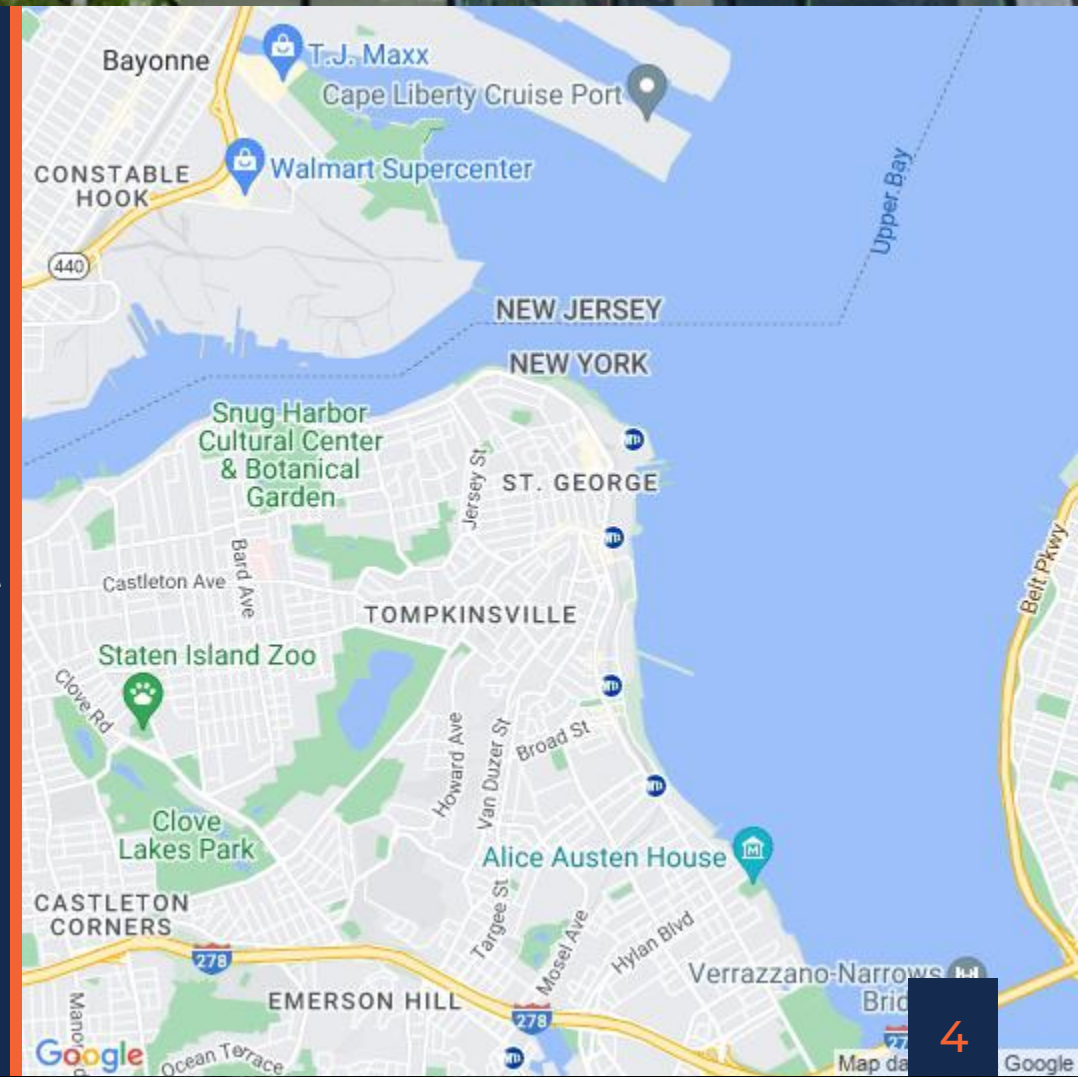 Bayonne
T.J. Maxx
Cape Liberty Cruise Port
CONSTABLE
HOOK
Walmart Supercenter
Upper Bay
440
NEW JERSEY
NEW YORK
Snug Harbor
Cultural Center
& Botanical
Garden
Jersey St
ST. GEORGE
Bard Ave
Castleton Ave
Belt Pkwy
TOMPKINSVILLE
Staten Island Zoo
Clove Rd
Howard Ave
Van Duzer St
Broad St
Clove
Lakes Park
Alice Austen House
CASTLETON
CORNERS
Targee St
Mosel Ave
Hylan Blvd
278
Verrazzano-Narrows
EMERSON HILL
278
4
Google
Ocean Terrace
Map
Google